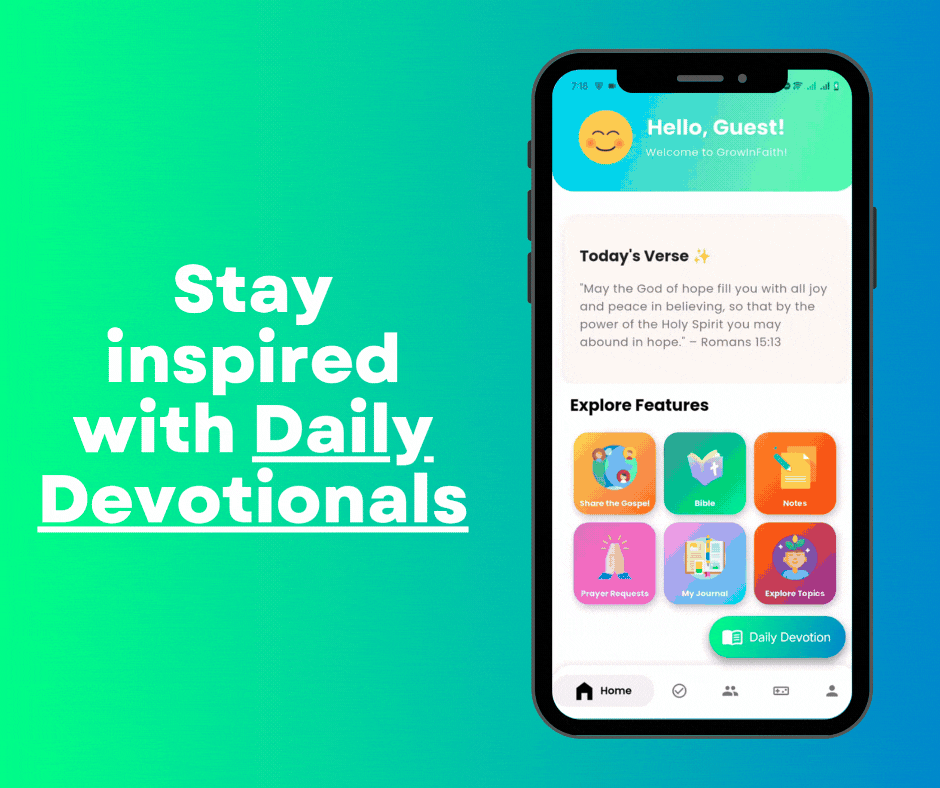 Stay
inspired
with Daily
Devotionals
7:18
Hello, Guest!
Welcome to GrowinFaith!
Today's Verse ✨
"May the God of hope fill you with all joy
and peace in believing, so that by the
power of the Holy Spirit you may
abound in hope." – Romans 15:13
Explore Features
Share the Gospel
Bible
Notes
Prayer Requests
My Journal
Explore Topics
Daily Devotion
Home